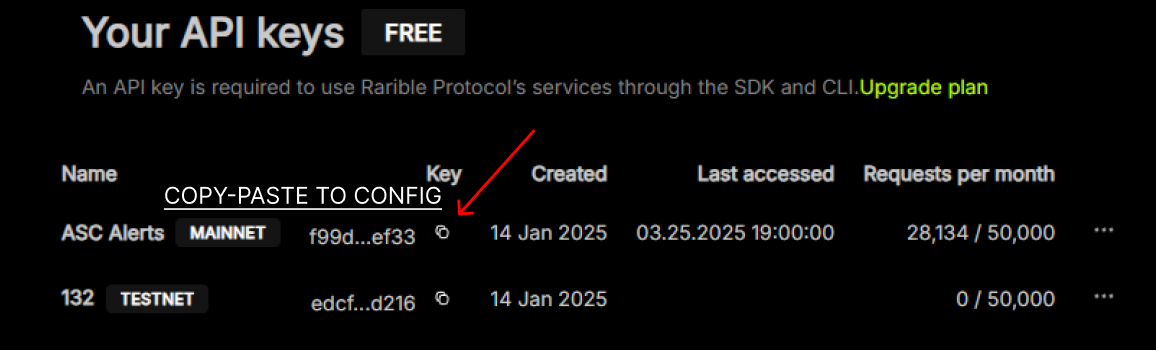 Your API keys FREE
An API key is required to use Rarible Protocol's services through the SDK and CLI.Upgrade plan
Name Key Created Last accessed Requests per month
COPY-PASTE TO CONFIG
ASC Alerts MAINNET f99d...ef33 14 Jan 2025 03.25.2025 19:00:00 28,134 / 50,000 ...
132 TESTNET edcf...d216 14 Jan 2025 0 / 50,000 ...